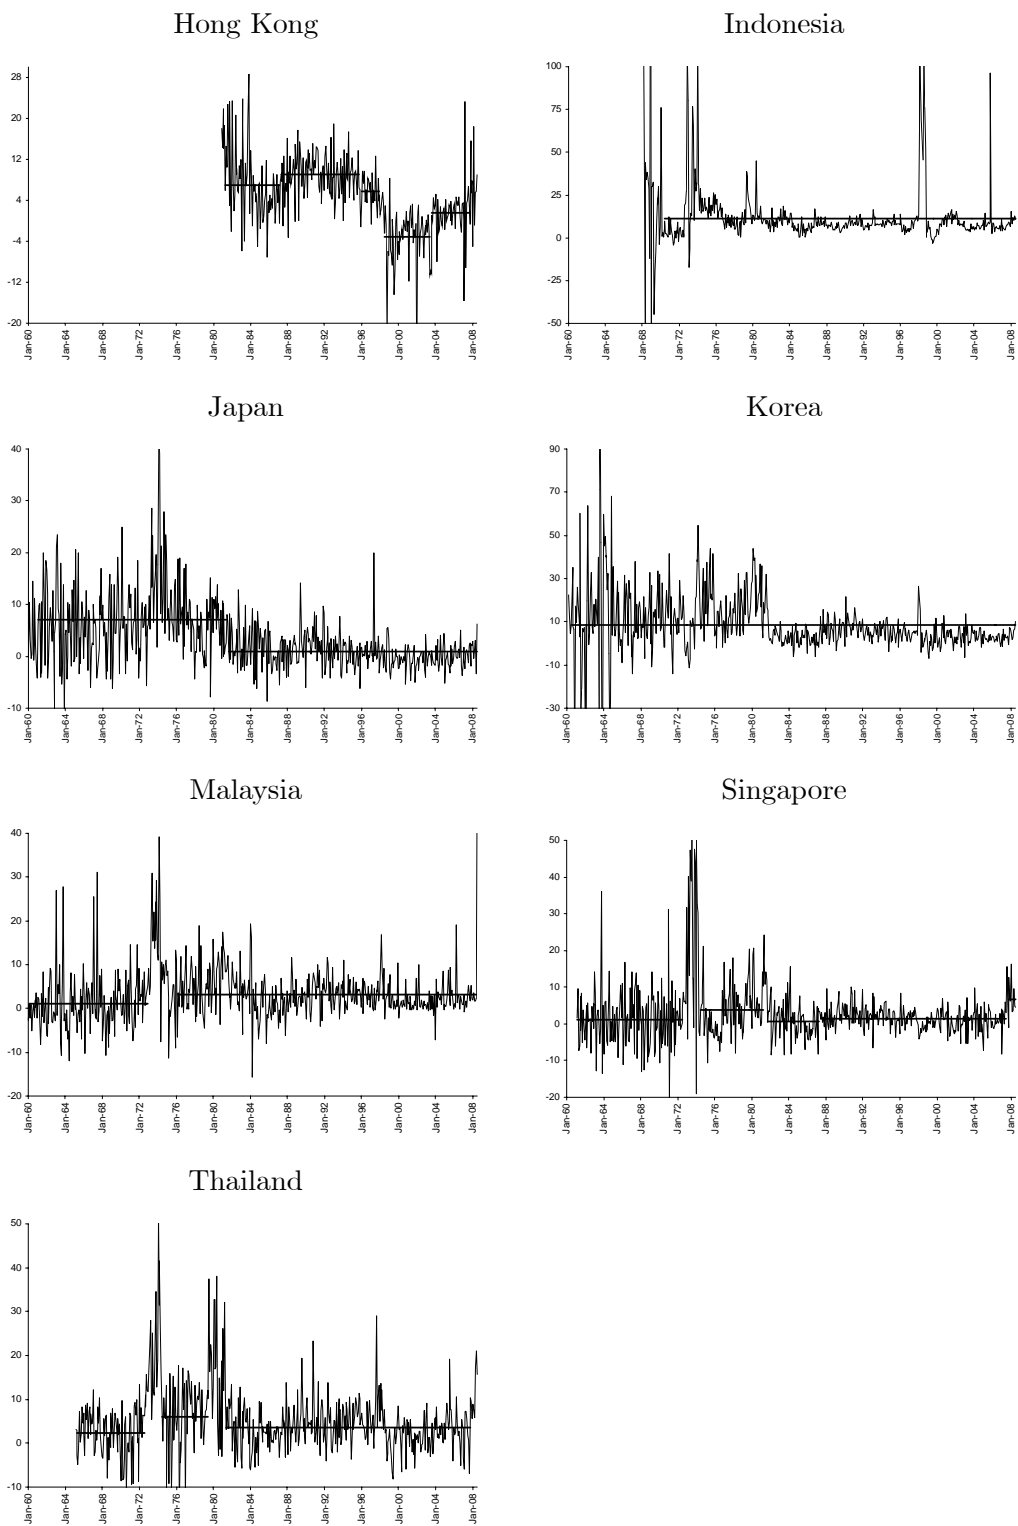 Hong Kong
28
20
12
4
-4
-12
-20
Jan-60
Jan-64
Jan-68
Jan-72
Jan-76
Jan-80
Jan-84
Jan-88
Jan-92
Jan-96
Jan-00
Jan-04
Jan-08
Indonesia
100
75
50
25
0
-25
-50
Jan-60
Jan-64
Jan-68
Jan-72
Jan-76
Jan-80
Jan-84
Jan-88
Jan-92
Jan-96
Jan-00
Jan-04
Jan-08
Japan
40
30
20
10
0
-10
Jan-60
Jan-64
Jan-68
Jan-72
Jan-76
Jan-80
Jan-84
Jan-88
Jan-92
Jan-96
Jan-00
Jan-04
Jan-08
Korea
90
70
50
30
10
-10
-30
Jan-60
Jan-64
Jan-68
Jan-72
Jan-76
Jan-80
Jan-84
Jan-88
Jan-92
Jan-96
Jan-00
Jan-04
Jan-08
Malaysia
40
30
20
10
0
-10
-20
Jan-60
Jan-64
Jan-68
Jan-72
Jan-76
Jan-80
Jan-84
Jan-88
Jan-92
Jan-96
Jan-00
Jan-04
Jan-08
Singapore
50
40
30
20
10
0
-10
-20
Jan-60
Jan-64
Jan-68
Jan-72
Jan-76
Jan-80
Jan-84
Jan-88
Jan-92
Jan-96
Jan-00
Jan-04
Jan-08
Thailand
50
40
30
20
10
0
-10
Jan-60
Jan-64
Jan-68
Jan-72
Jan-76
Jan-80
Jan-84
Jan-88
Jan-92
Jan-96
Jan-00
Jan-04
Jan-08